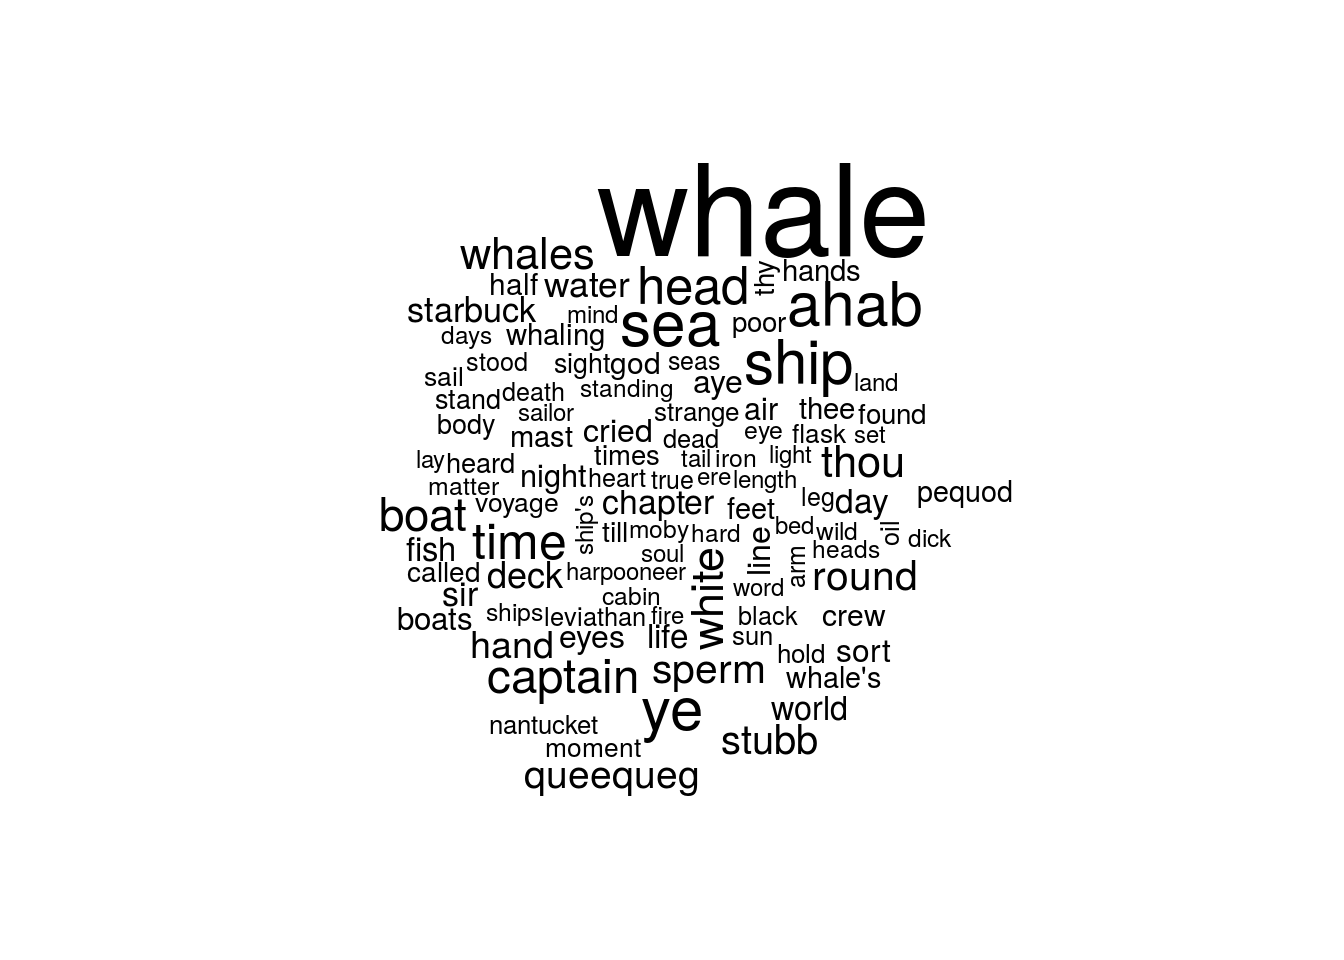 whale
whales
half water head thy hands
starbuck mind sea poor ahab
days whaling
stood sight god seas aye ship
sail stand death standing land
body sailor strange air thee found
mast cried dead eye flask set
lay heard times tail iron light thou
matter night heart true ere length
boat voyage ship's chapter feet leg day pequod
fish time till moby hard line bed wild oil dick
called deck harpooneer soul white arm heads
sir cabin word round
boats ships leviathan fire black crew
hand eyes life sun hold sort
captain sperm whale's
ye world
nantucket stubb
moment
queequeg